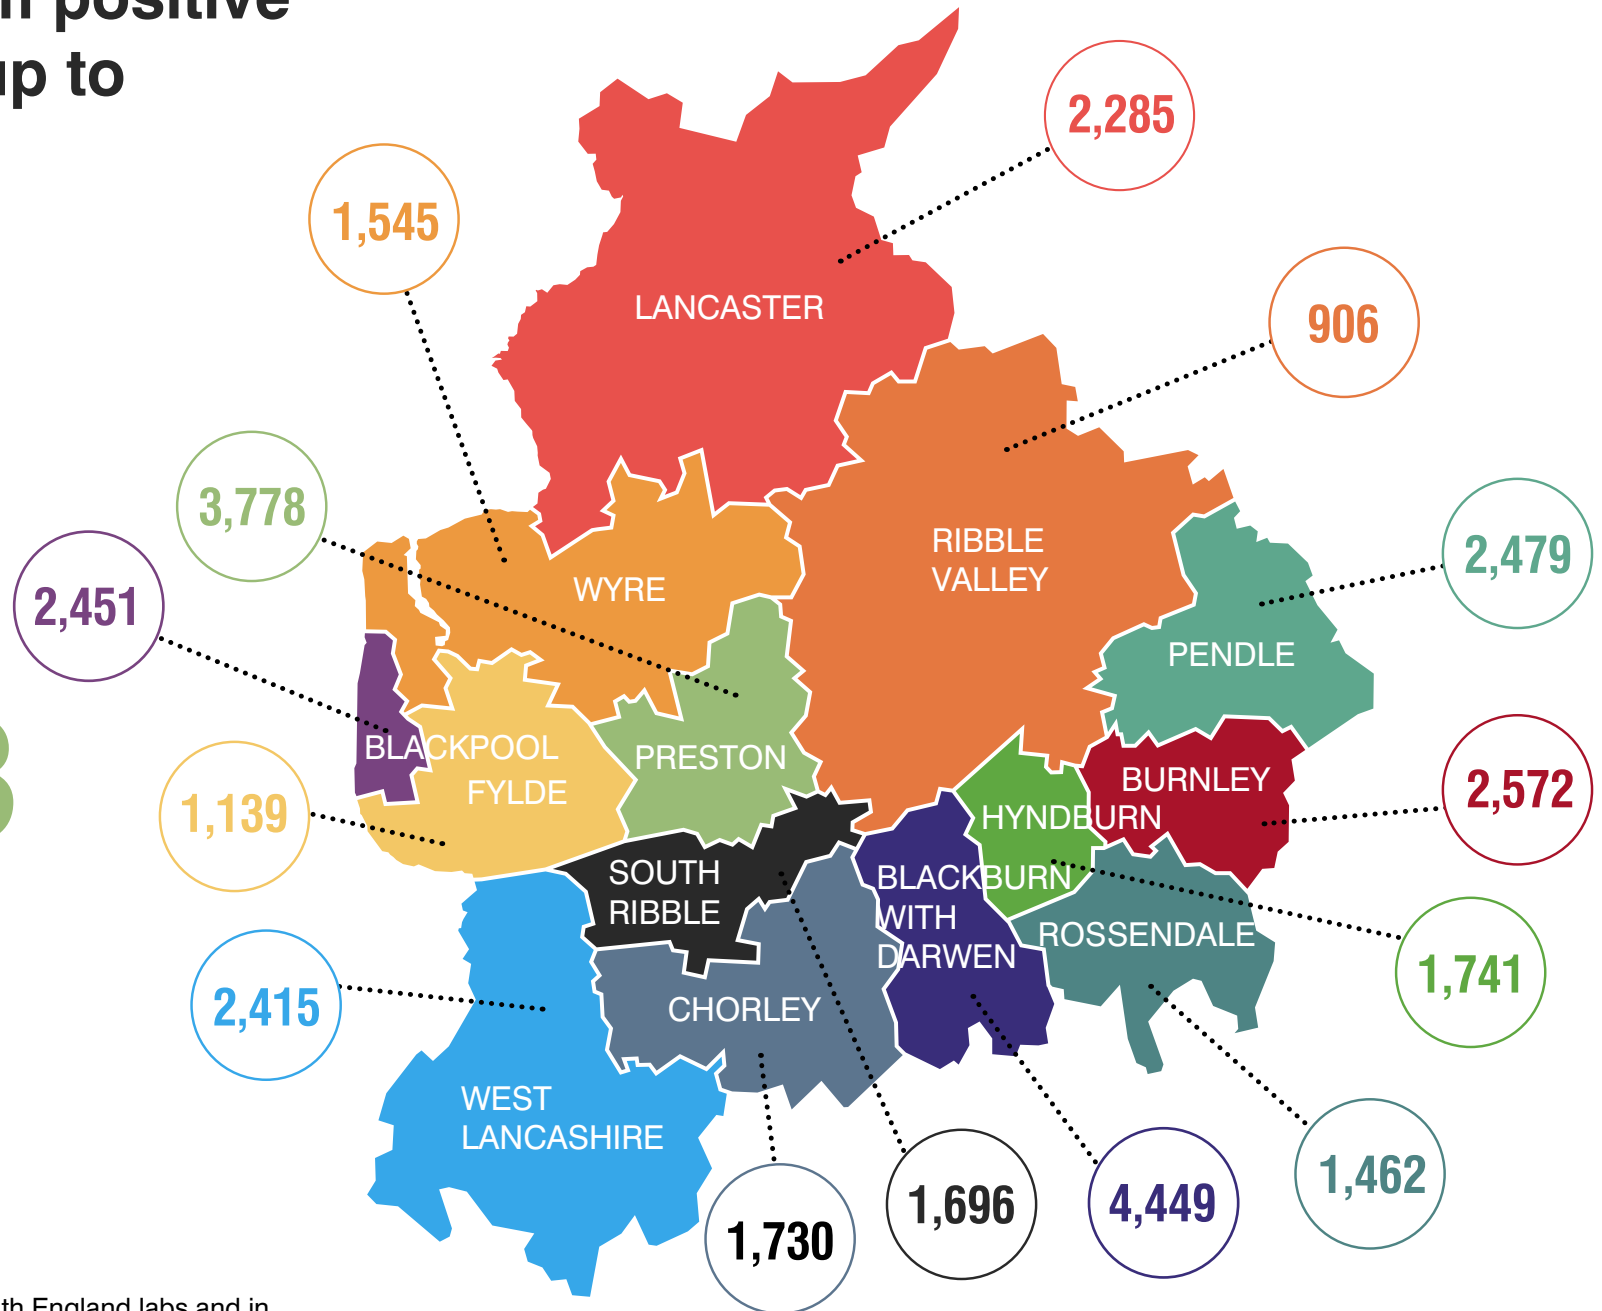 positive
up to
2,285
1,545
906
LANCASTER
3,778
2,479
2,451
RIBBLE
VALLEY
WYRE
PENDLE
BLACKPOOL
FYLDE
PRESTON
BURNLEY
HYNDBURN
2,572
1,139
SOUTH
RIBBLE
BLACKBURN
WITH
DARWEN
ROSSENDALE
1,741
2,415
CHORLEY
WEST
LANCASHIRE
1,462
1,696
4,449
1,730
England labs and in